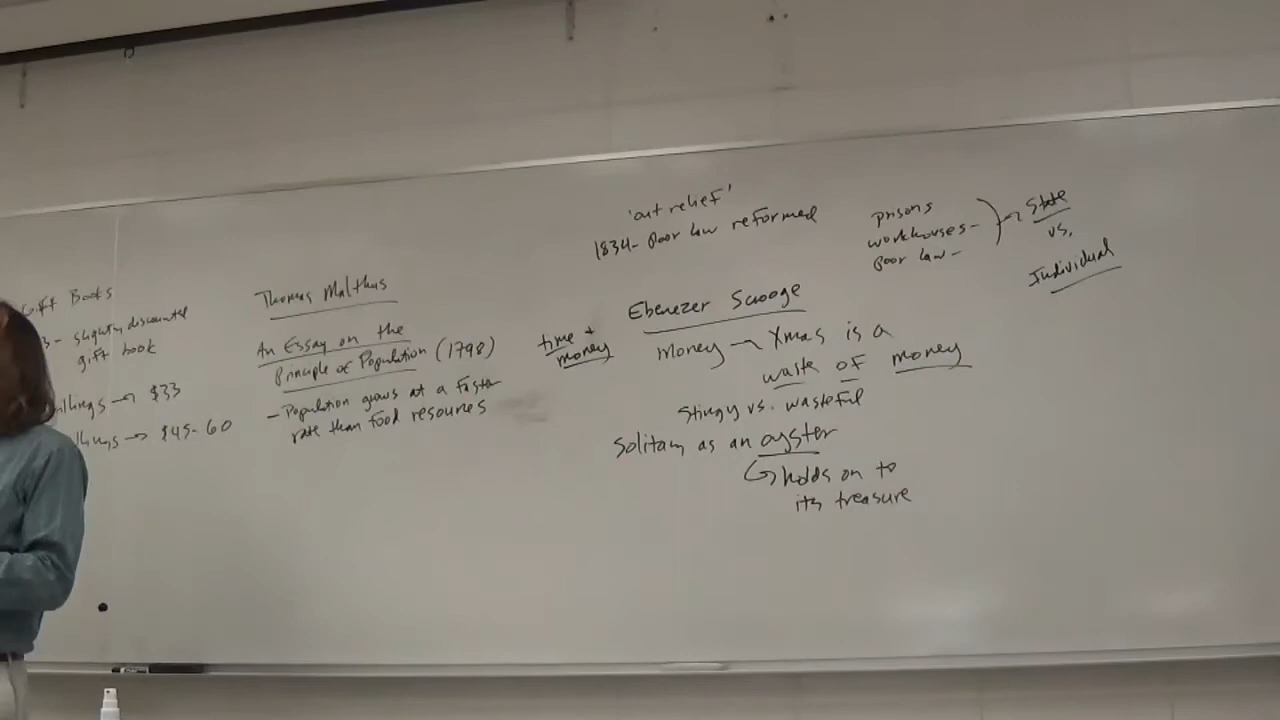 Gift Books
3- slightly discounted
gift book
illings → $33
llings → $45-60
Thomas Malthus
An Essay on the
Principle of Population (1798)
- Population grows at a faster
rate than food resources
'out relief'
1834- Poor law reformed
prisons
workhouses-
Poor law-
State
vs.
Individual
time +
money
Ebenezer Scrooge
Money → Xmas is a
waste of money
Stingy vs. wasteful
Solitary as an oyster
↳ holds on to
its treasure